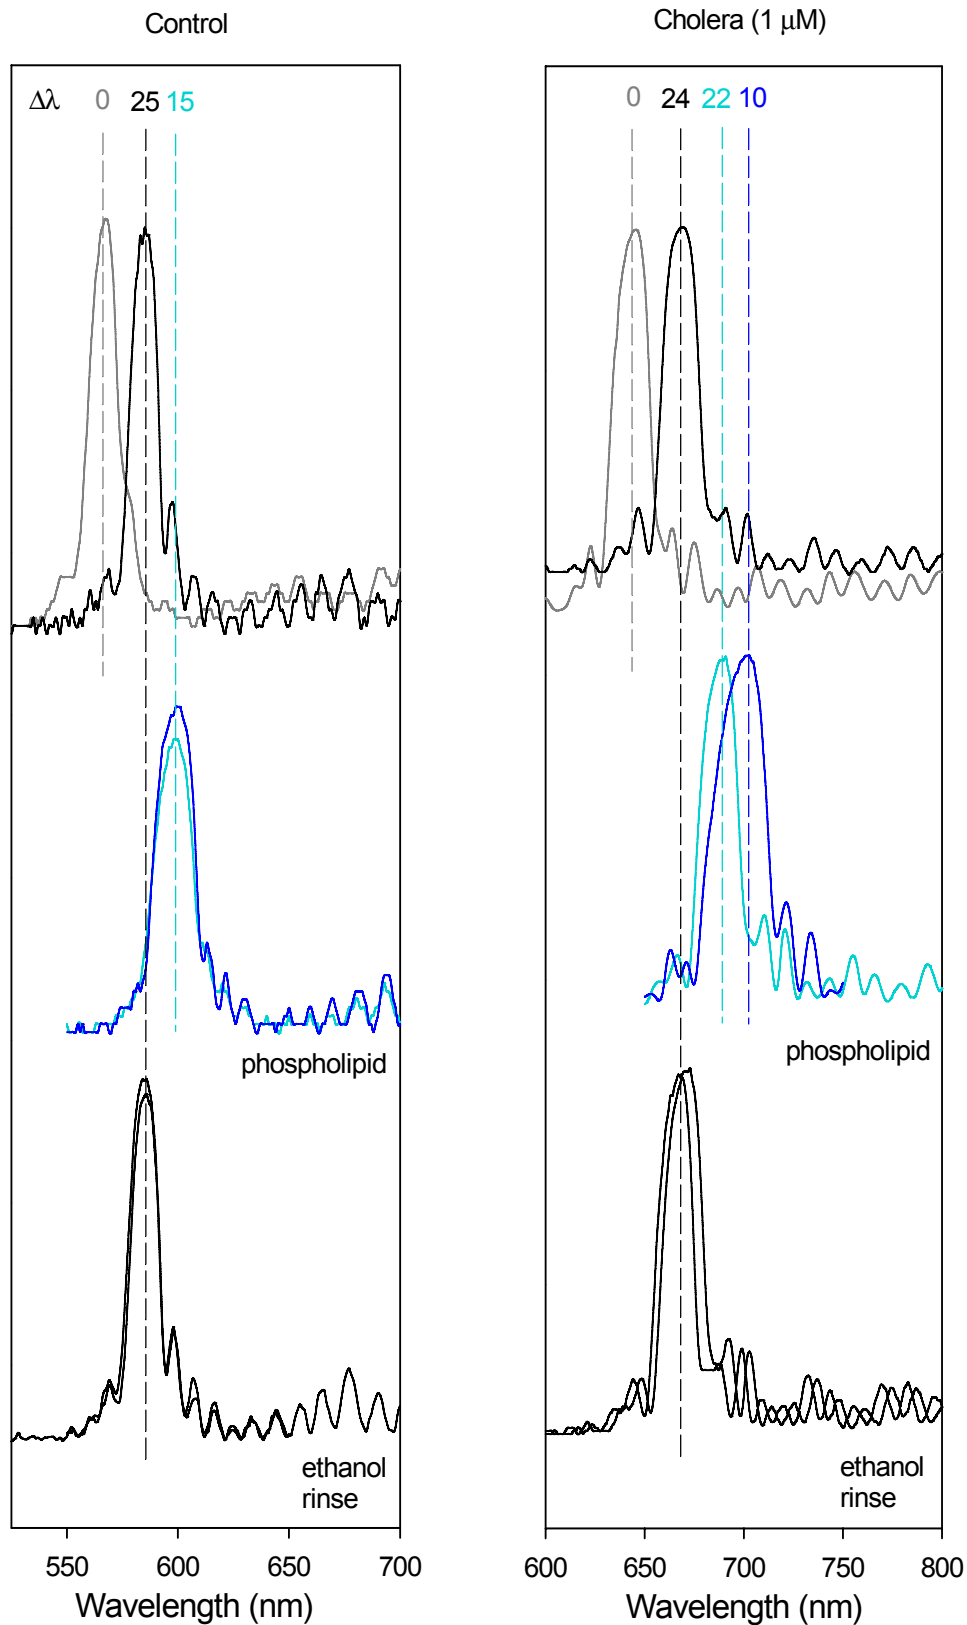 Control
Δλ 0 25 15
phospholipid
ethanol
rinse
550 600 650 700
Wavelength (nm)
Cholera (1 μM)
0 24 22 10
phospholipid
ethanol
rinse
600 650 700 750 800
Wavelength (nm)